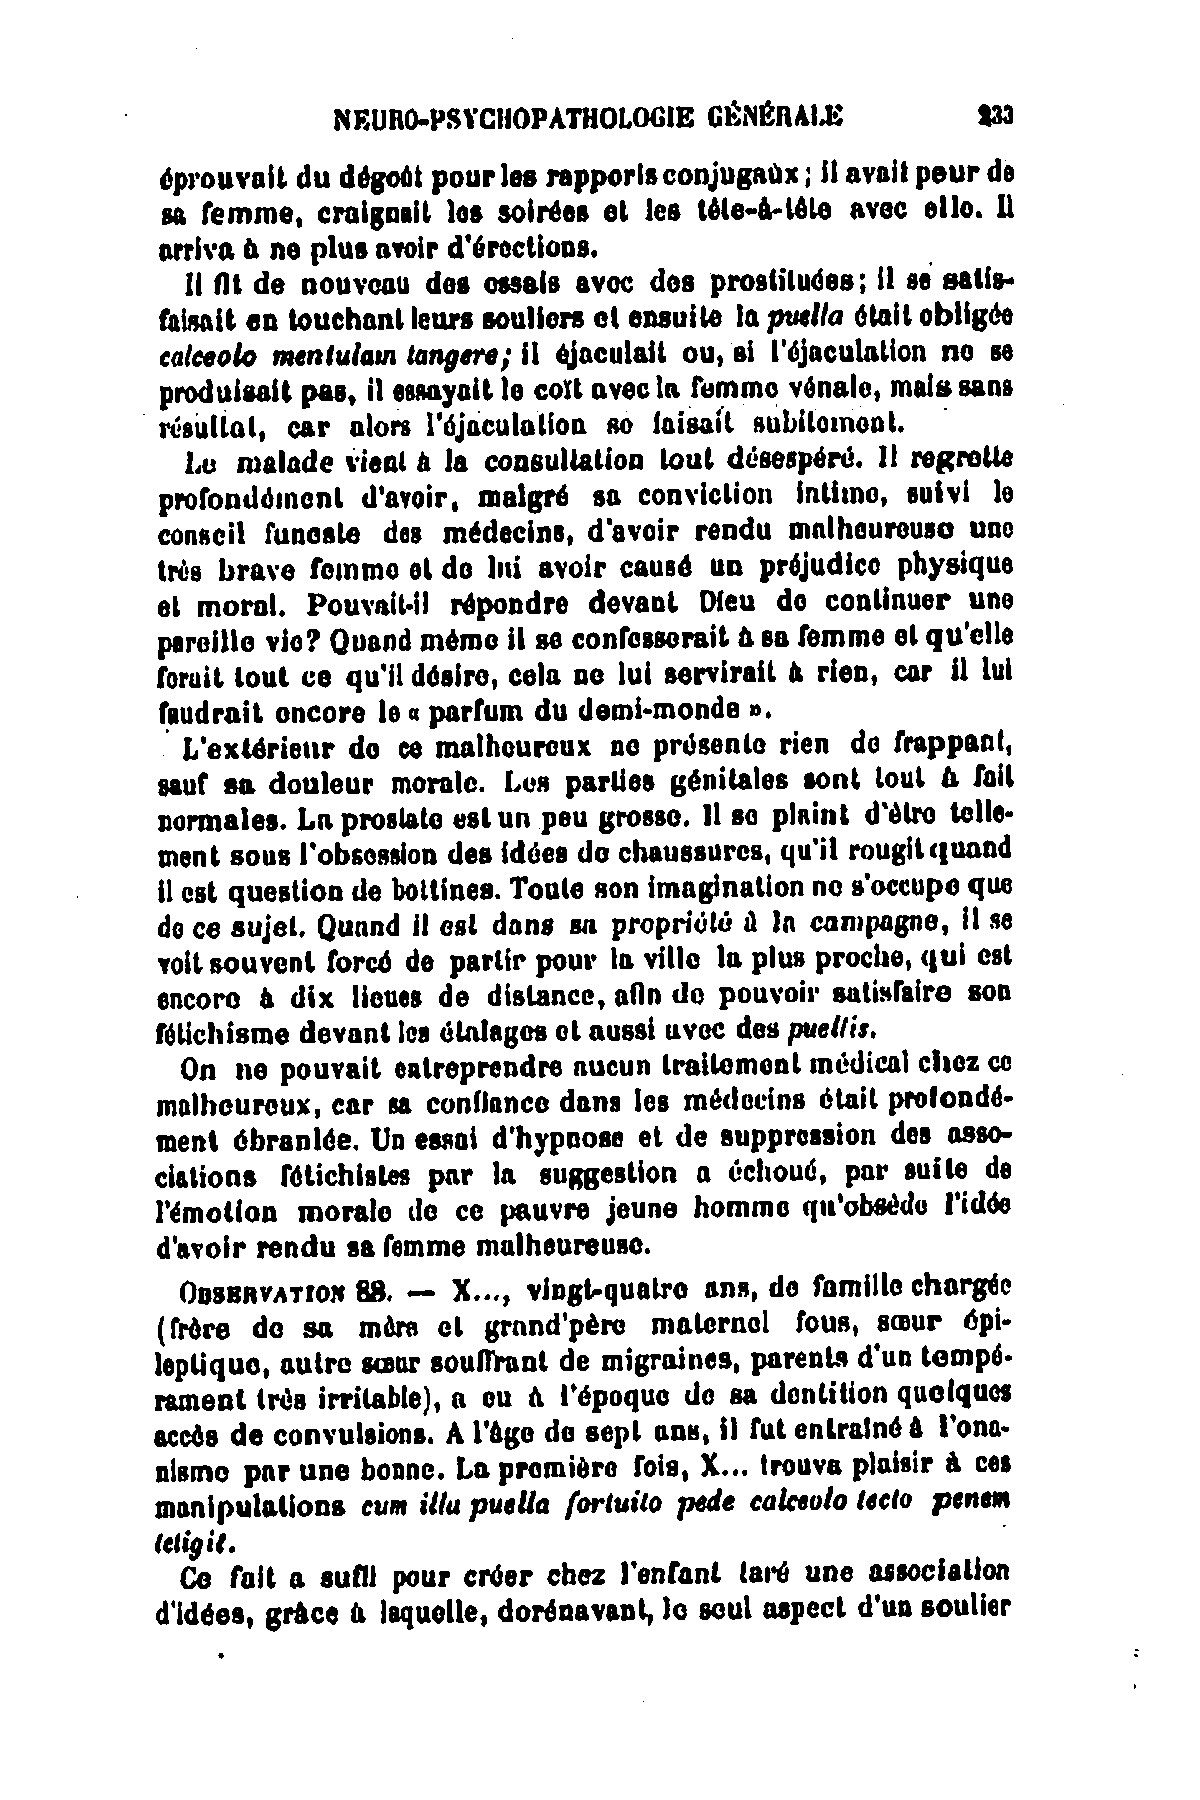 NEURO-PSYCHOPATHOLOGIE GÉNÉRALE 233
éprouvait du dégoût pour les rapports conjugaux ; il avait peur de
sa femme, craignait les soirées et les tête-à-tête avec elle. Il
arriva à ne plus avoir d'érections.
Il fit de nouveau des essais avec des prostituées ; il se satis-
faisait en touchant leurs souliers et ensuite la puella était obligée
calceolo mentulam tangere; il éjaculait ou, si l'éjaculation ne se
produisait pas, il essayait le coït avec la femme vénale, mais sans
résultat, car alors l'éjaculation se faisait subitement.
Le malade vient à la consultation tout désespéré. Il regrette
profondément d'avoir, malgré sa conviction intime, suivi le
conseil funeste des médecins, d'avoir rendu malheureuse une
très brave femme et de lui avoir causé un préjudice physique
et moral. Pouvait-il répondre devant Dieu de continuer une
pareille vie? Quand même il se confesserait à sa femme et qu'elle
ferait tout ce qu'il désire, cela ne lui servirait à rien, car il lui
faudrait encore le « parfum du demi-monde ».
L'extérieur de ce malheureux ne présente rien de frappant,
sauf sa douleur morale. Les parties génitales sont tout à fait
normales. La prostate est un peu grosse. Il se plaint d'être telle-
ment sous l'obsession des idées de chaussures, qu'il rougit quand
il est question de bottines. Toute son imagination ne s'occupe que
de ce sujet. Quand il est dans sa propriété à la campagne, il se
voit souvent forcé de partir pour la ville la plus proche, qui est
encore à dix lieues de distance, afin de pouvoir satisfaire son
fétichisme devant les étalages et aussi avec des puellis.
On ne pouvait entreprendre aucun traitement médical chez ce
malheureux, car sa confiance dans les médecins était profondé-
ment ébranlée. Un essai d'hypnose et de suppression des asso-
ciations fétichistes par la suggestion a échoué, par suite de
l'émotion morale de ce pauvre jeune homme qu'obsède l'idée
d'avoir rendu sa femme malheureuse.
OBSERVATION 88. — X..., vingt-quatre ans, de famille chargée
(frère de sa mère et grand'père maternel fous, sœur épi-
leptique, autre sœur souffrant de migraines, parents d'un tempé-
rament très irritable), a eu à l'époque de sa dentition quelques
accès de convulsions. A l'âge de sept ans, il fut entraîné à l'ona-
nisme par une bonne. La première fois, X... trouva plaisir à ces
manipulations cum illa puella fortuito pede calceolo tecto penem
tetigit.
Ce fait a suffi pour créer chez l'enfant taré une association
d'idées, grâce à laquelle, dorénavant, le seul aspect d'un soulier